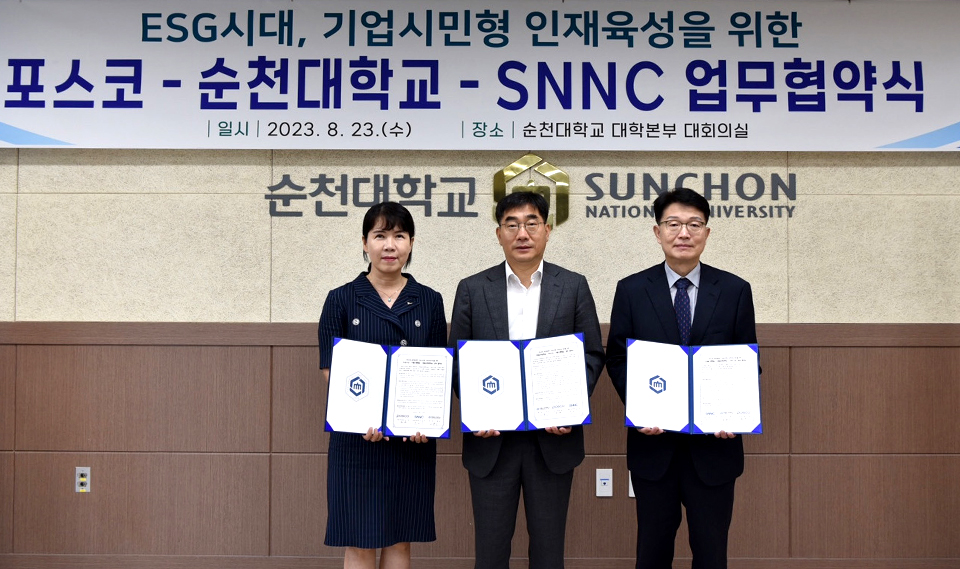 ESG시대, 기업시민형 인재육성을 위한
포스코 - 순천대학교 - SNNC 업무협약식
|일시| 2023. 8. 23.(수) |장소| 순천대학교 대학본부 대회의실
순천대학교 SUNCHON
NATIONAL UNIVERSITY